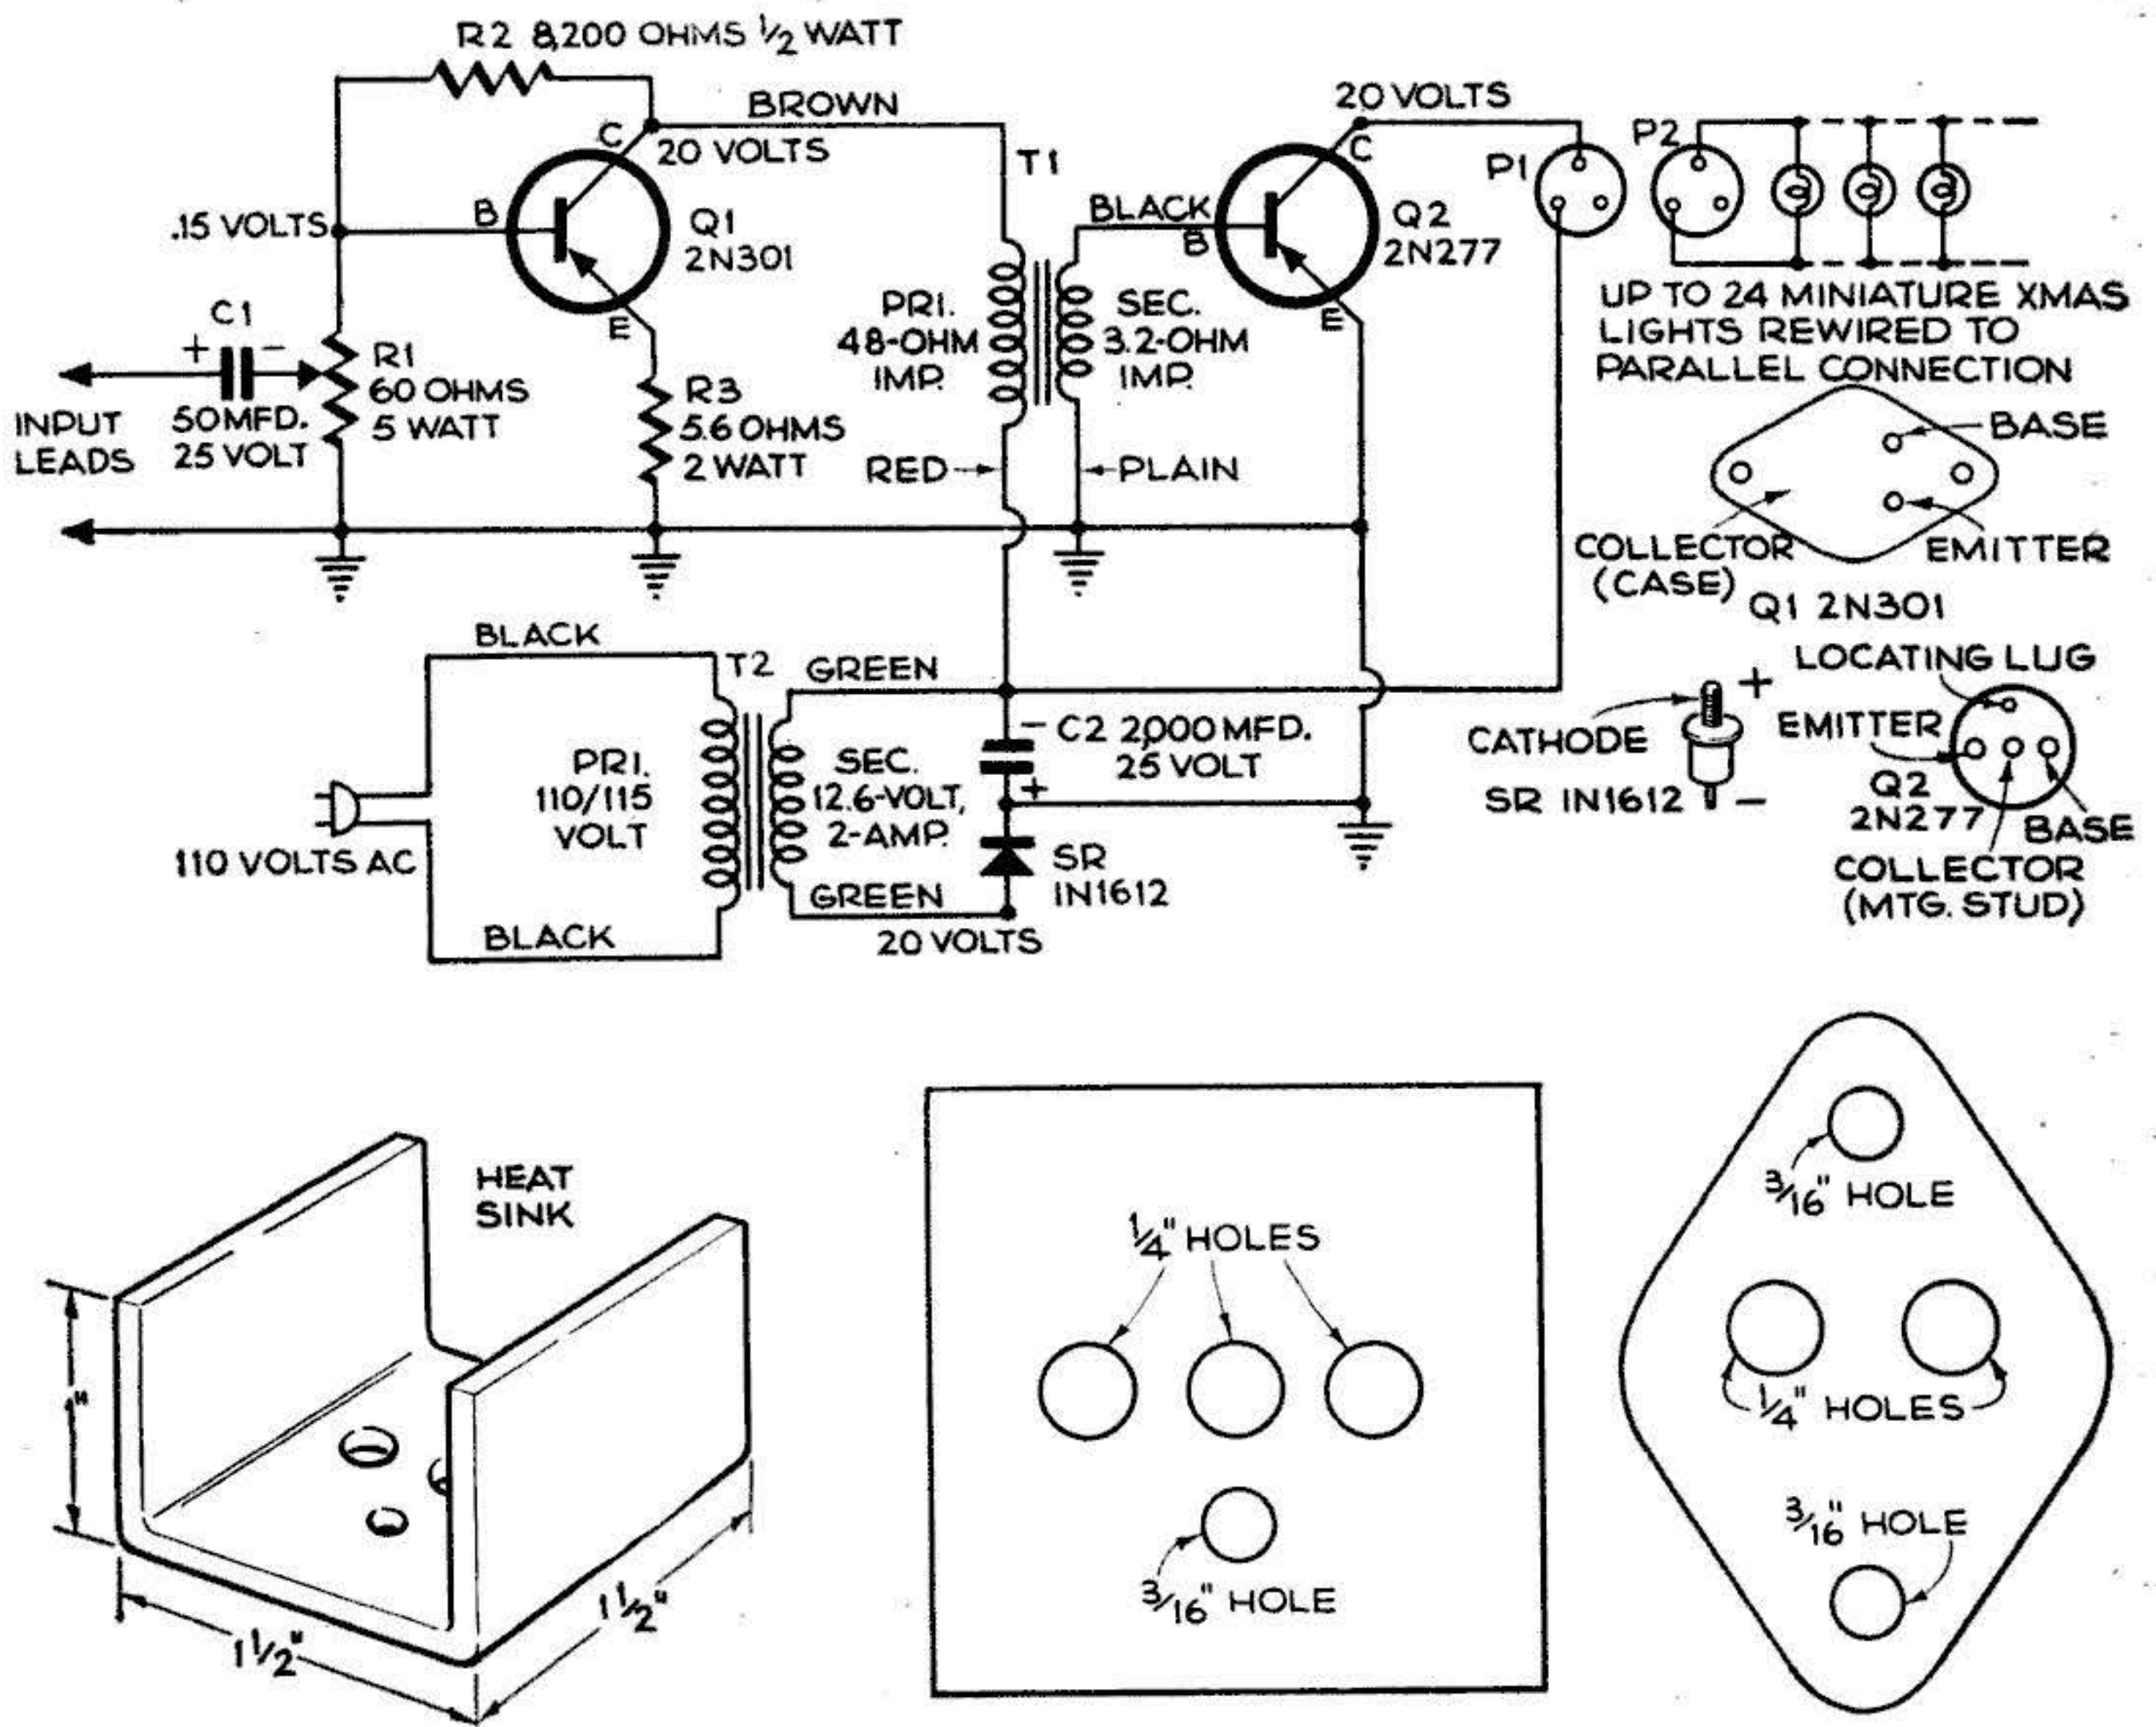 R2 8,200 OHMS ½ WATT
BROWN
C
20 VOLTS
T1
.15 VOLTS
B
Q1
2N301
E
C1
+ -
R1
60 OHMS
5 WATT
INPUT
LEADS
50 MFD.
25 VOLT
R3
5.6 OHMS
2 WATT
PRI.
48-OHM
IMP.
SEC.
3.2-OHM
IMP.
RED
PLAIN
20 VOLTS
C
BLACK
B
Q2
2N277
E
P1
P2
UP TO 24 MINIATURE XMAS
LIGHTS REWIRED TO
PARALLEL CONNECTION
BASE
COLLECTOR
(CASE)
EMITTER
Q1 2N301
BLACK
T2
GREEN
PRI.
110/115
VOLT
SEC.
12.6-VOLT,
2-AMP.
110 VOLTS AC
BLACK
GREEN
20 VOLTS
- C2 2,000 MFD.
25 VOLT
+
SR
IN1612
CATHODE
+
SR IN1612
-
LOCATING LUG
EMITTER
Q2
2N277
BASE
COLLECTOR
(MTG. STUD)
HEAT
SINK
1"
1½"
1½"
¼" HOLES
3/16" HOLE
3/16" HOLE
¼" HOLES
3/16" HOLE